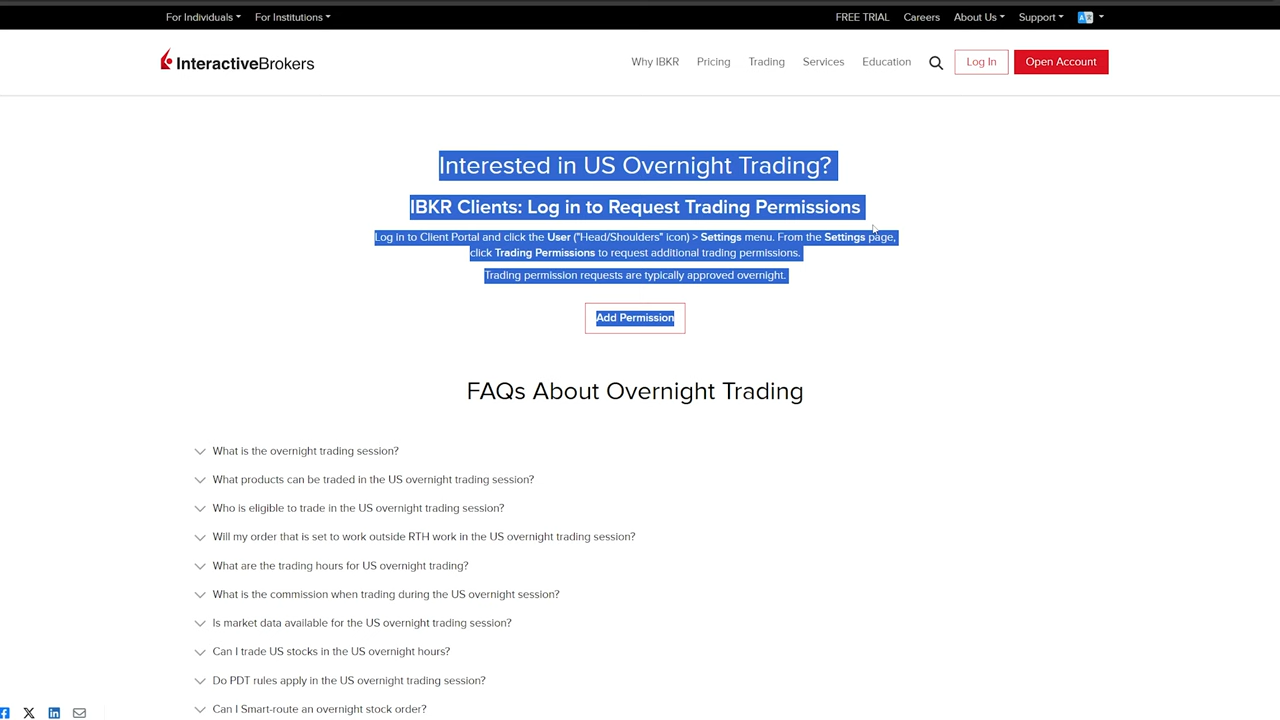 For Individuals For Institutions FREE TRIAL Careers About Us Support
InteractiveBrokers Why IBKR Pricing Trading Services Education Log In Open Account
Interested in US Overnight Trading?
IBKR Clients: Log in to Request Trading Permissions
Log in to Client Portal and click the User ("Head/Shoulders" icon) > Settings menu. From the Settings page,
click Trading Permissions to request additional trading permissions.
Trading permission requests are typically approved overnight.
Add Permission
FAQs About Overnight Trading
What is the overnight trading session?
What products can be traded in the US overnight trading session?
Who is eligible to trade in the US overnight trading session?
Will my order that is set to work outside RTH work in the US overnight trading session?
What are the trading hours for US overnight trading?
What is the commission when trading during the US overnight session?
Is market data available for the US overnight trading session?
Can I trade US stocks in the US overnight hours?
Do PDT rules apply in the US overnight trading session?
Can I Smart-route an overnight stock order?